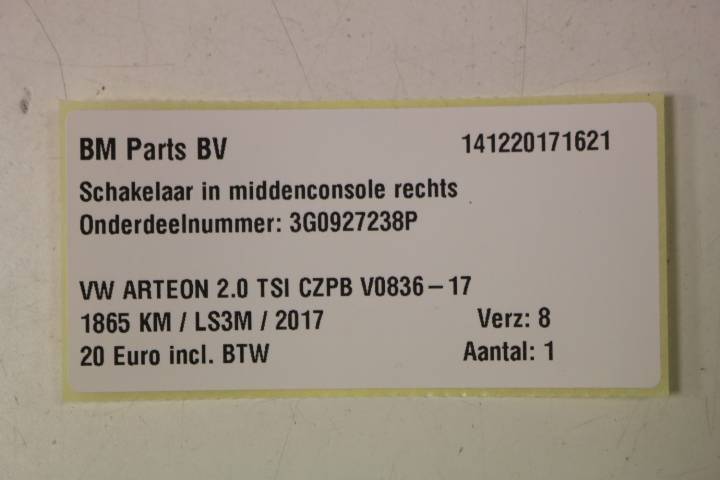 BM Parts BV 141220171621
Schakelaar in middenconsole rechts
Onderdeelnummer: 3G0927238P
VW ARTEON 2.0 TSI CZPB V0836-17
1865 KM / LS3M / 2017 Verz: 8
20 Euro incl. BTW Aantal: 1